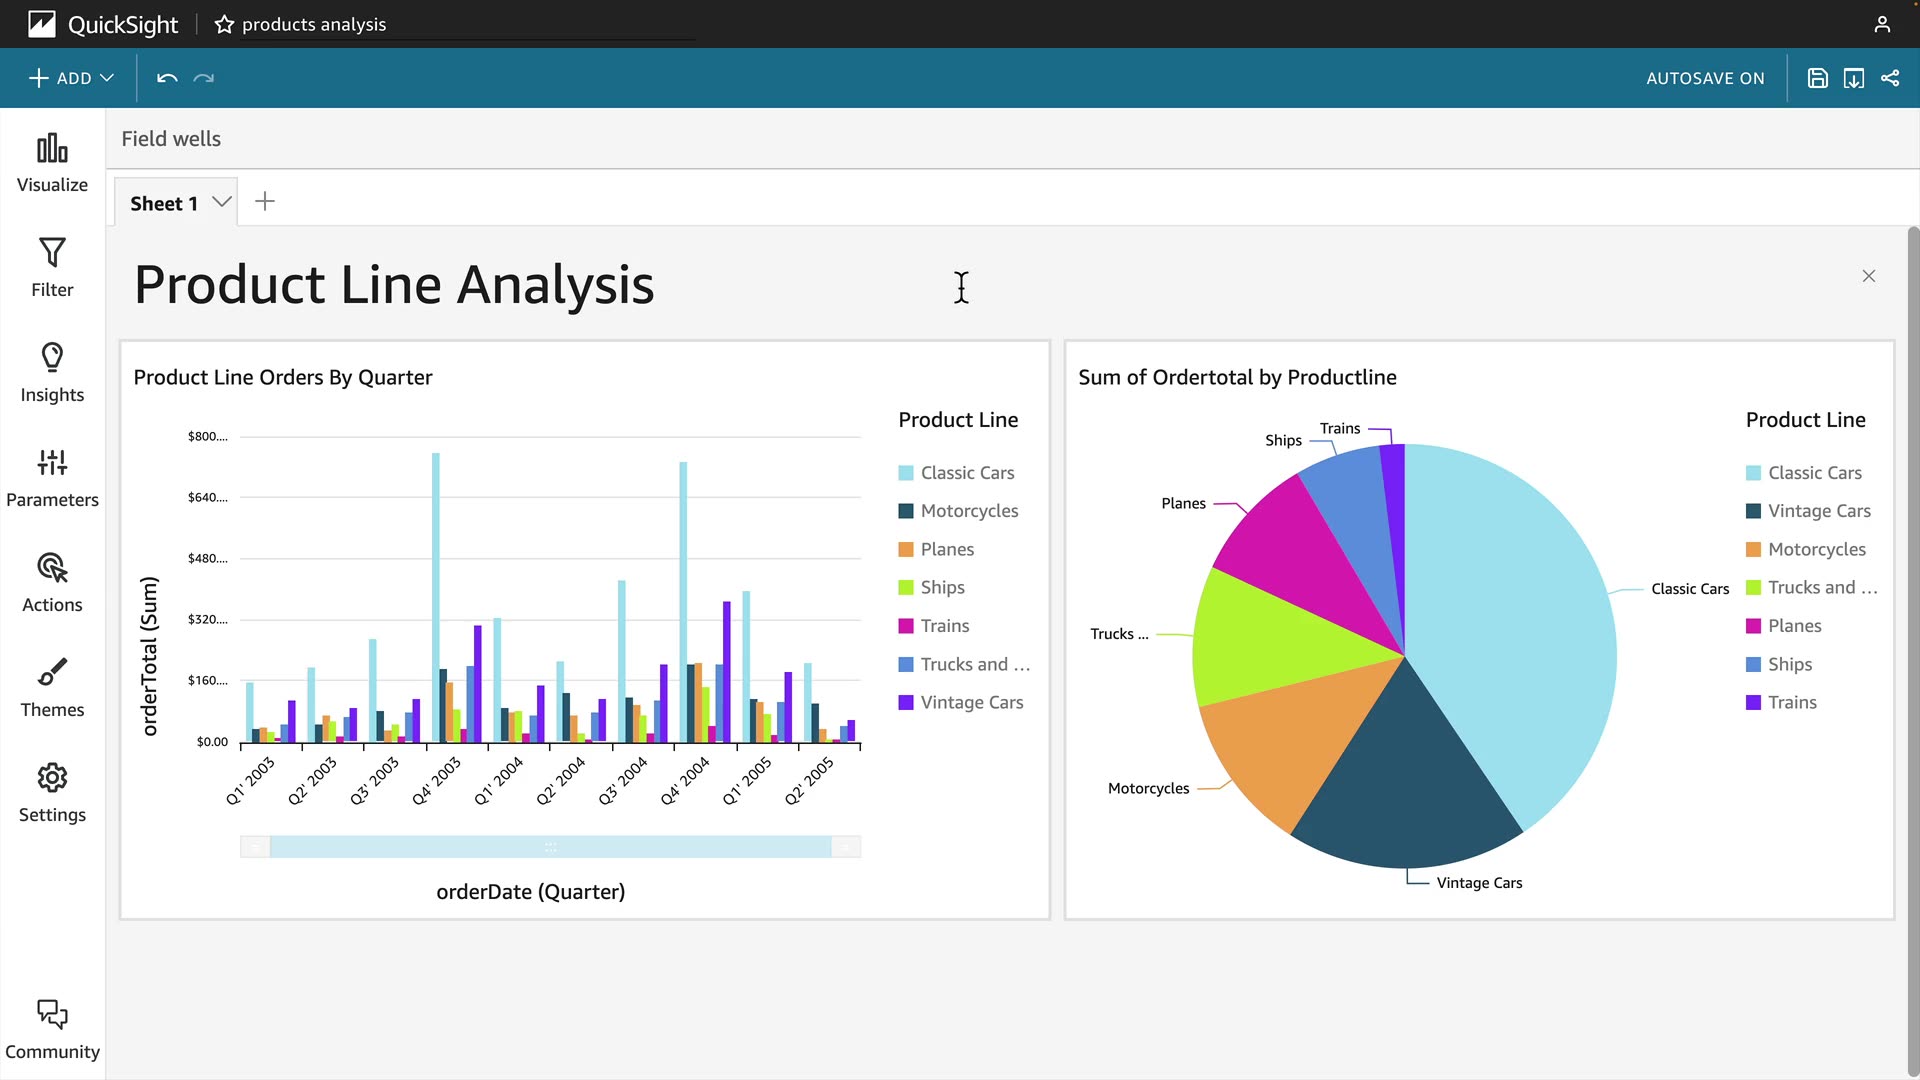 QuickSight
products analysis
ADD
AUTOSAVE ON
Visualize
Filter
Insights
Parameters
Actions
Themes
Settings
Community
Field wells
Sheet 1
Product Line Analysis
Product Line Orders By Quarter
orderTotal (Sum)
$800....
$640....
$480....
$320....
$160....
$0.00
Q1' 2003
Q2' 2003
Q3' 2003
Q4' 2003
Q1' 2004
Q2' 2004
Q3' 2004
Q4' 2004
Q1' 2005
Q2' 2005
orderDate (Quarter)
Product Line
Classic Cars
Motorcycles
Planes
Ships
Trains
Trucks and ...
Vintage Cars
Sum of Ordertotal by Productline
Trains
Ships
Planes
Trucks ...
Motorcycles
Vintage Cars
Classic Cars
Product Line
Classic Cars
Vintage Cars
Motorcycles
Trucks and ...
Planes
Ships
Trains